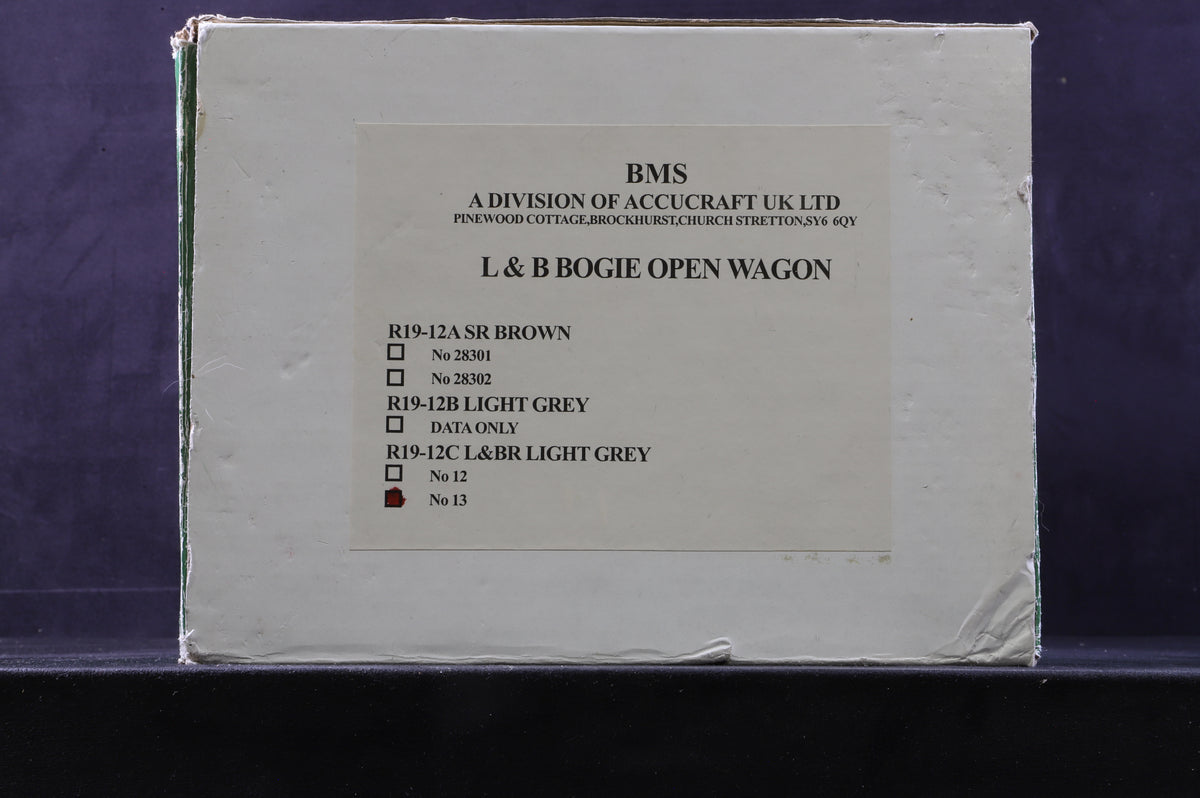 BMS
A DIVISION OF ACCUCRAFT UK LTD
PINEWOOD COTTAGE,BROCKHURST,CHURCH STRETTON,SY6 6QY
L & B BOGIE OPEN WAGON
R19-12A SR BROWN
No 28301
No 28302
R19-12B LIGHT GREY
DATA ONLY
R19-12C L&BR LIGHT GREY
No 12
No 13